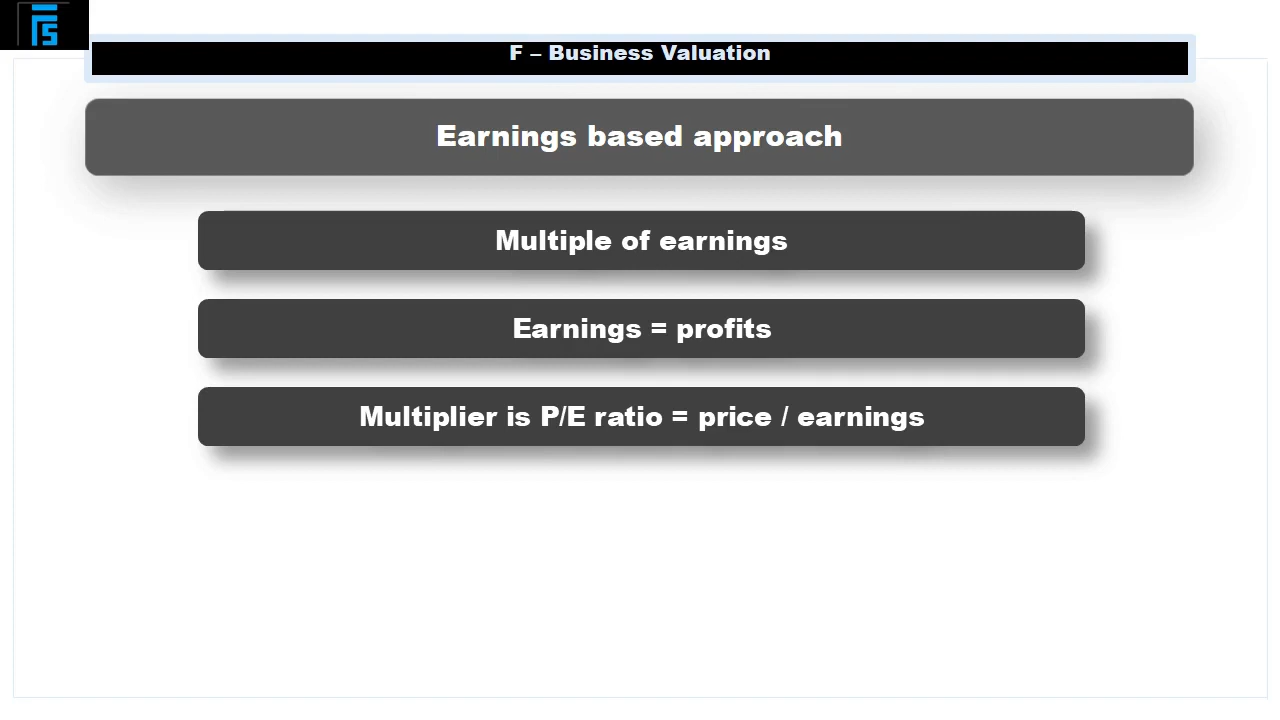 F – Business Valuation
Earnings based approach
Multiple of earnings
Earnings = profits
Multiplier is P/E ratio = price / earnings